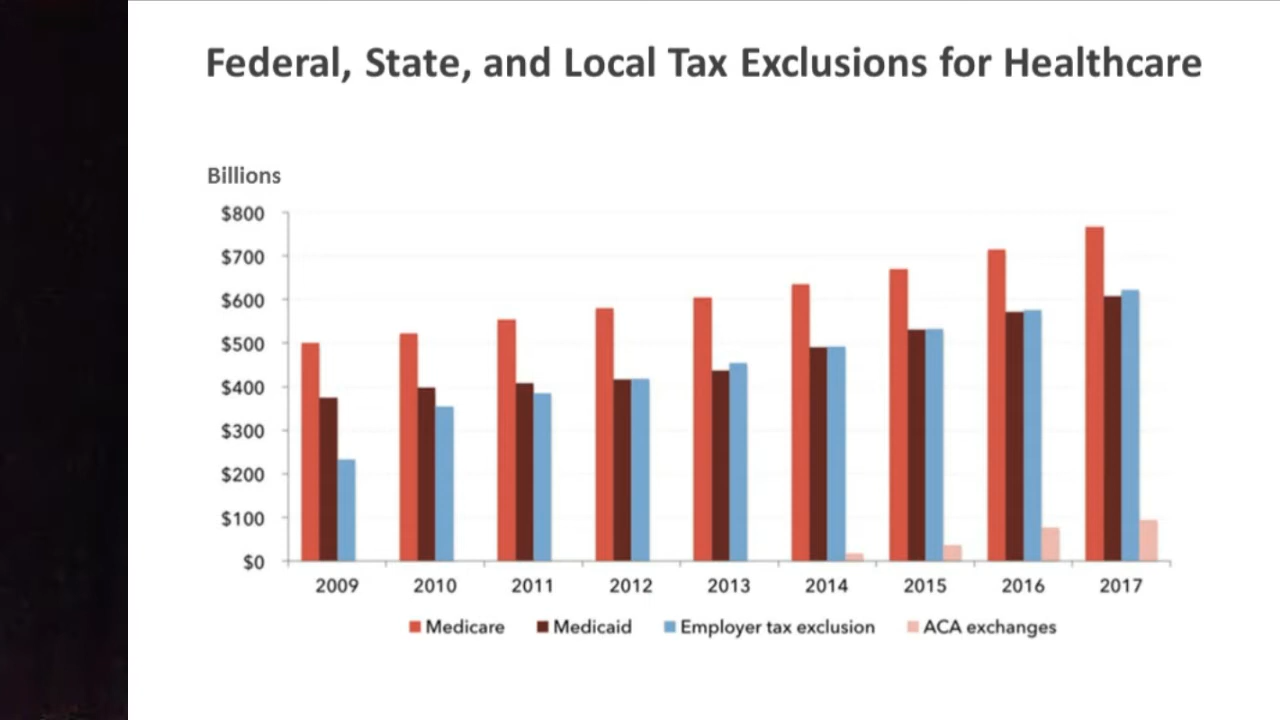 Federal, State, and Local Tax Exclusions for Healthcare
Billions
$800
$700
$600
$500
$400
$300
$200
$100
$0
2009 2010 2011 2012 2013 2014 2015 2016 2017
Medicare Medicaid Employer tax exclusion ACA exchanges